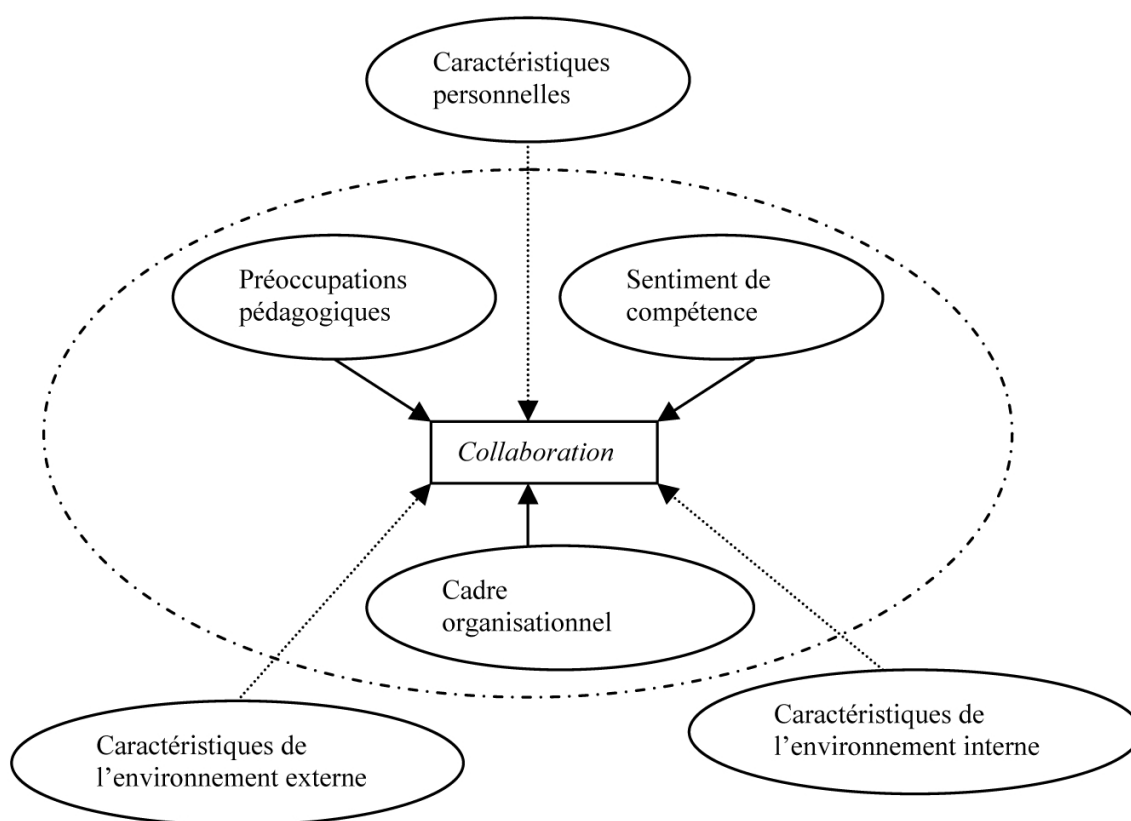 Caractéristiques
personnelles
Préoccupations
pédagogiques
Sentiment de
compétence
Collaboration
Cadre
organisationnel
Caractéristiques de
l’environnement externe
Caractéristiques de
l’environnement interne